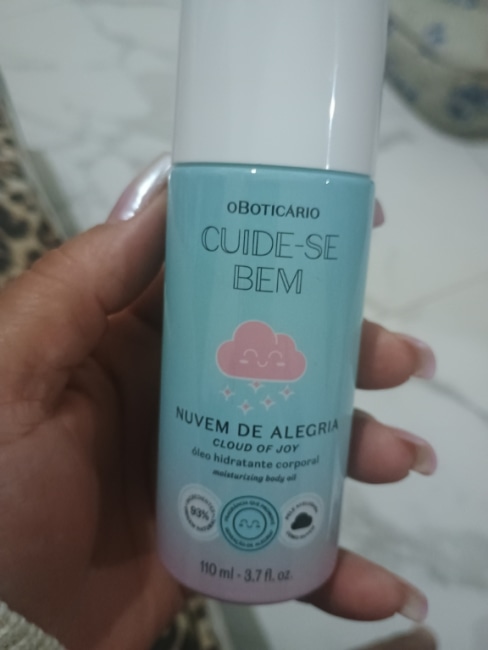 oBOTICÁRIO
CUIDE-SE
BEM
NUVEM DE ALEGRIA
CLOUD OF JOY
óleo hidratante corporal
moisturizing body oil
93%
110 ml - 3.7 fl. oz.